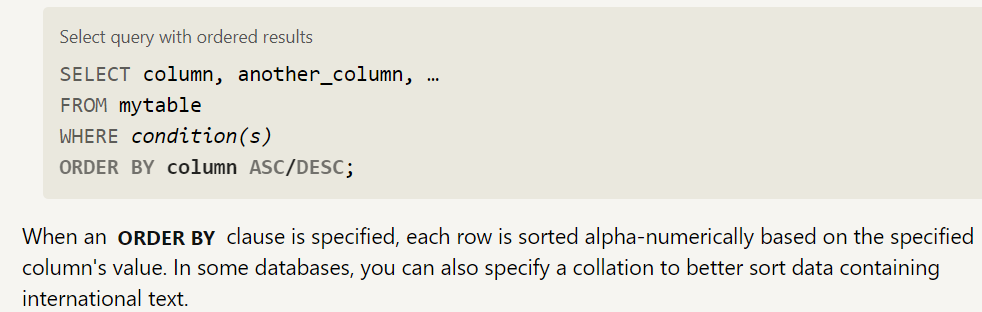 Select query with ordered results
SELECT column, another_column, …
FROM mytable
WHERE condition(s)
ORDER BY column ASC/DESC;
When an ORDER BY clause is specified, each row is sorted alpha-numerically based on the specified
column's value. In some databases, you can also specify a collation to better sort data containing
international text.